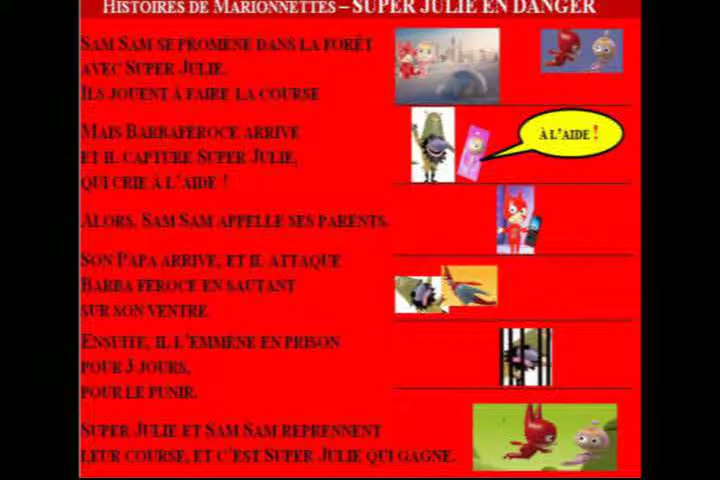 HISTOIRES DE MARIONNETTES – SUPER JULIE EN DANGER
SAM SAM SE PROMÈNE DANS LA FORÊT
AVEC SUPER JULIE.
ILS JOUENT À FAIRE LA COURSE
MAIS BARBAFÉROCE ARRIVE
ET IL CAPTURE SUPER JULIE,
QUI CRIE À L'AIDE !
À L'AIDE !
ALORS, SAM SAM APPELLE SES PARENTS.
SON PAPA ARRIVE, ET IL ATTAQUE
BARBA FÉROCE EN SAUTANT
SUR SON VENTRE.
ENSUITE, IL L'EMMÈNE EN PRISON
POUR 3 JOURS,
POUR LE PUNIR.
SUPER JULIE ET SAM SAM REPRENNENT
LEUR COURSE, ET C'EST SUPER JULIE QUI GAGNE.